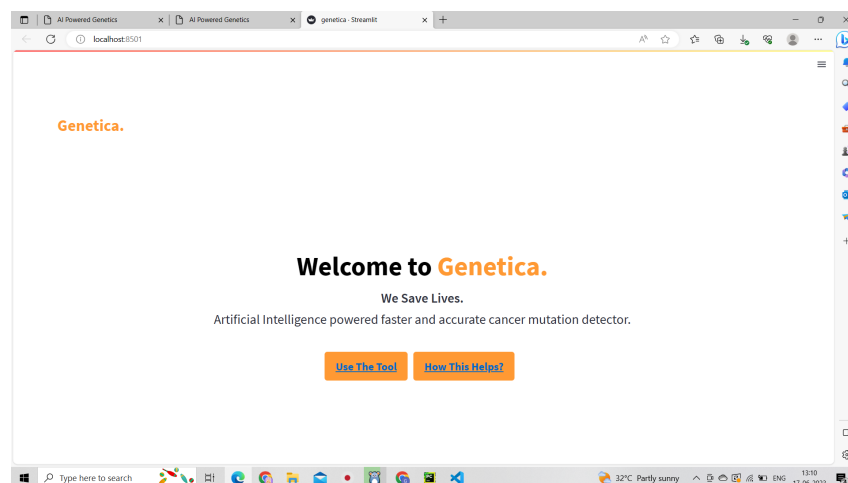 AI Powered Genetics
AI Powered Genetics
genetica · Streamlit
localhost:8501
Genetica.
Welcome to Genetica.
We Save Lives.
Artificial Intelligence powered faster and accurate cancer mutation detector.
Use The Tool
How This Helps?
Type here to search
32°C Partly sunny
ENG
13:10